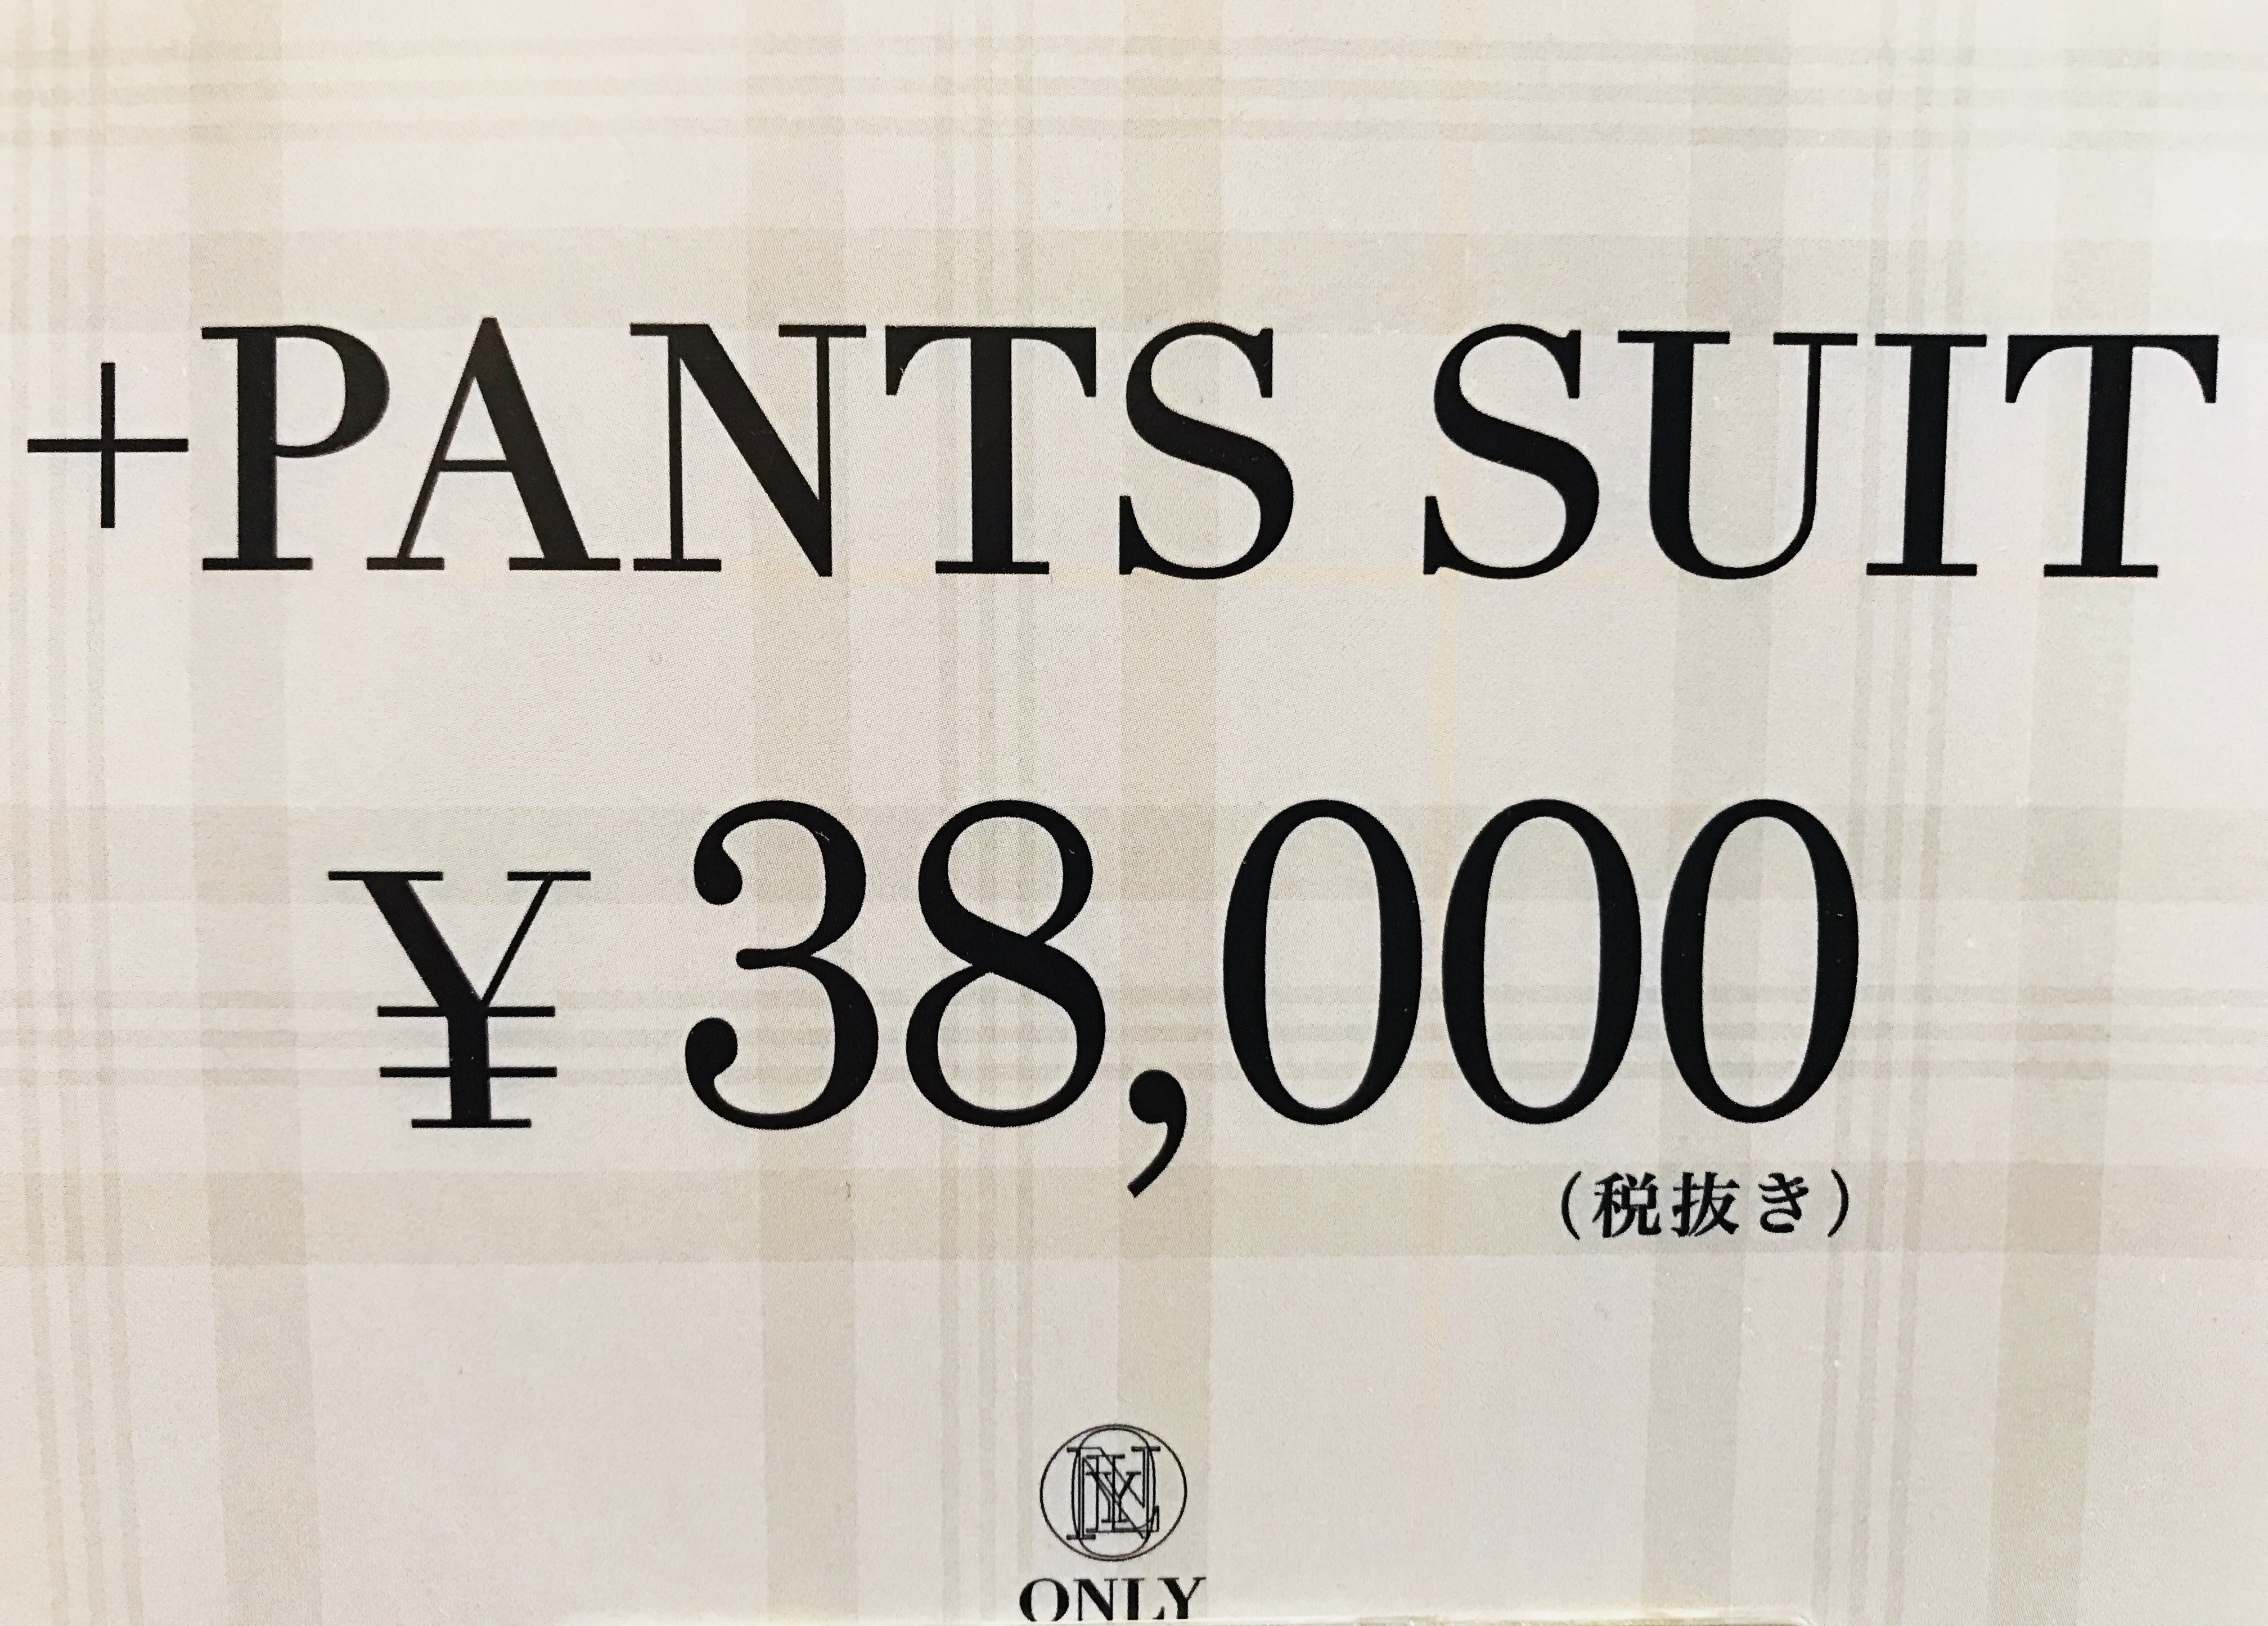 +PANTS SUIT
¥38,000
(税抜き)
ONLY